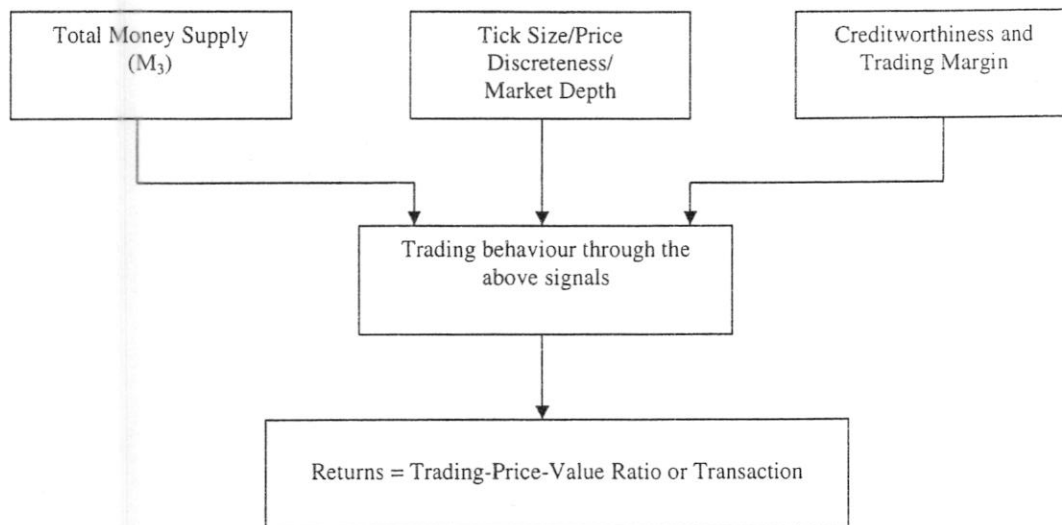 Total Money Supply
(M₃)
Tick Size/Price
Discreteness/
Market Depth
Creditworthiness and
Trading Margin
Trading behaviour through the
above signals
Returns = Trading-Price-Value Ratio or Transaction